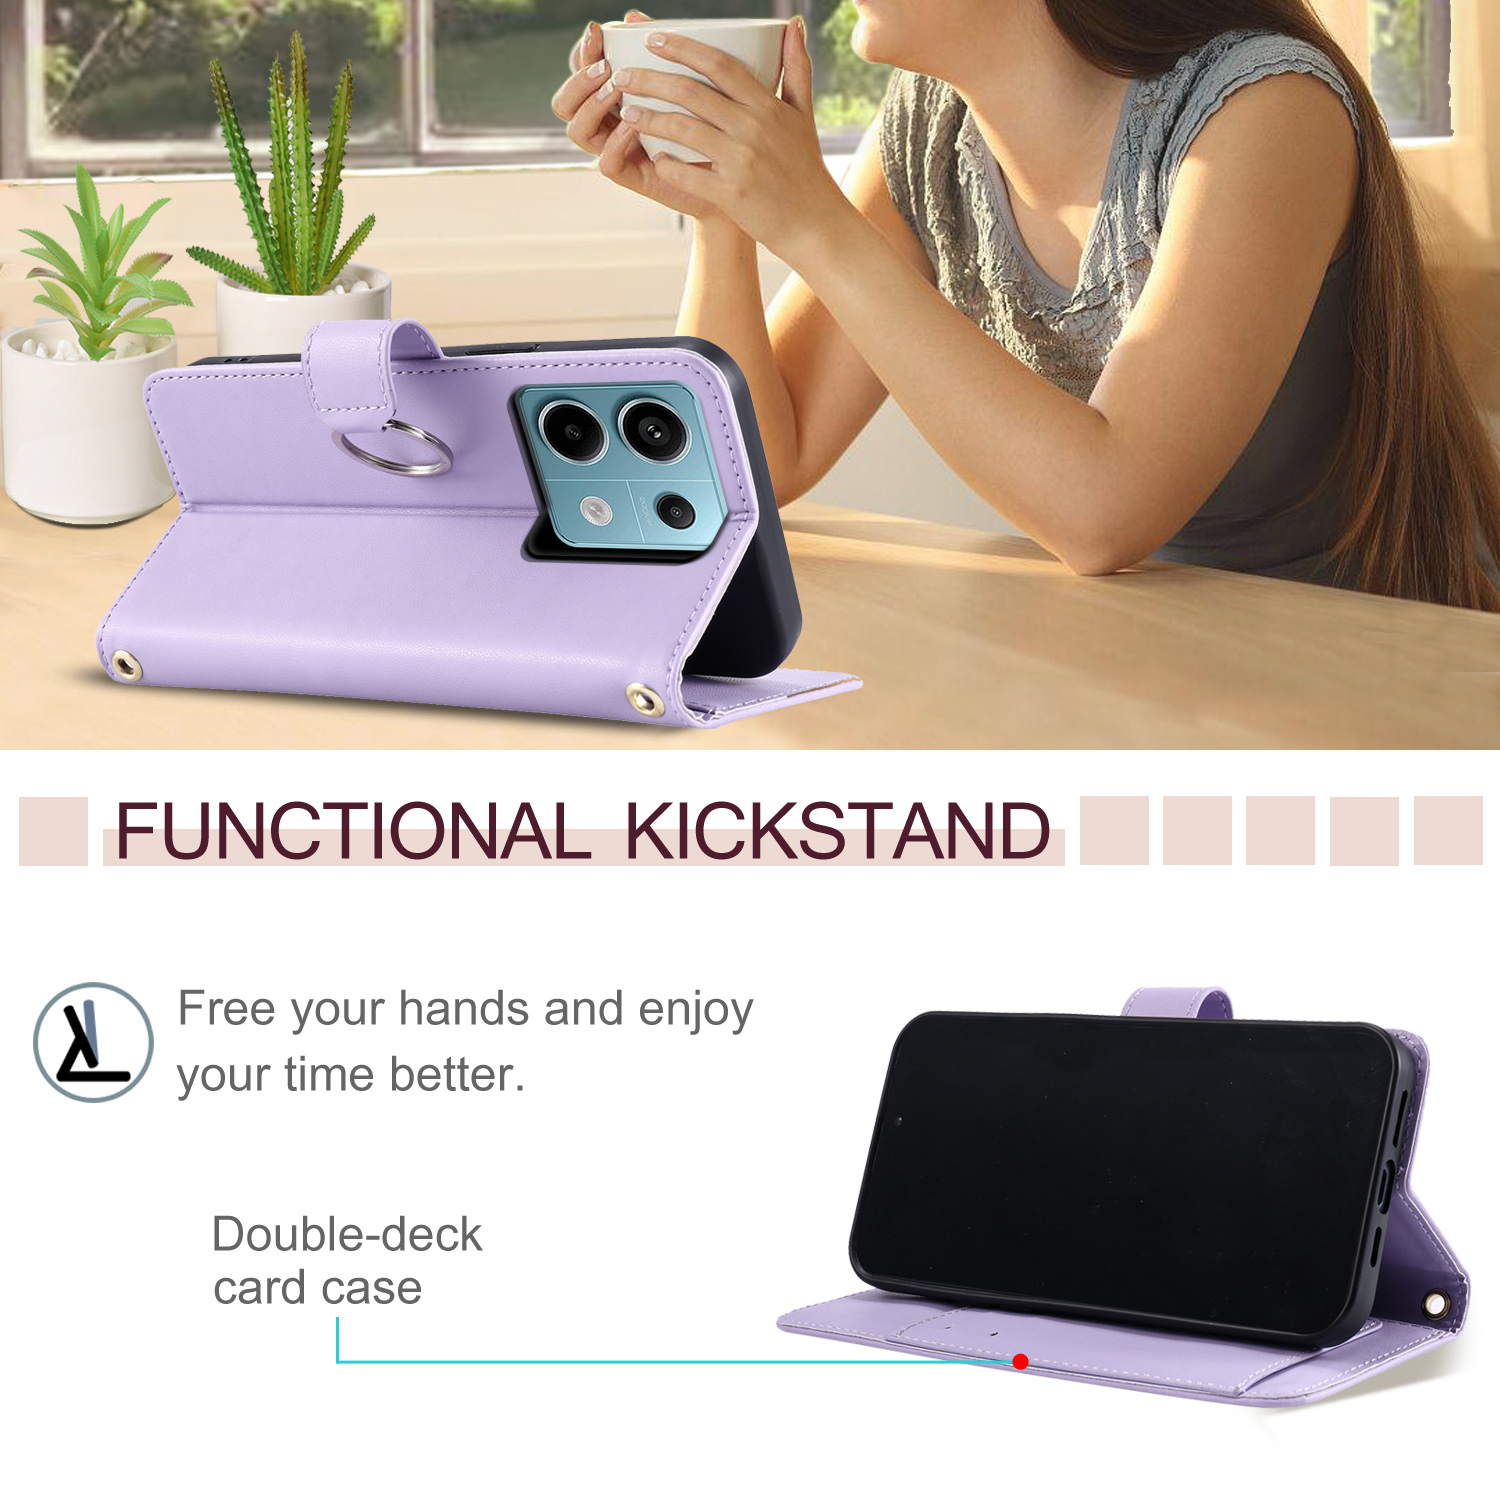 FUNCTIONAL KICKSTAND
Free your hands and enjoy
your time better.
Double-deck
card case